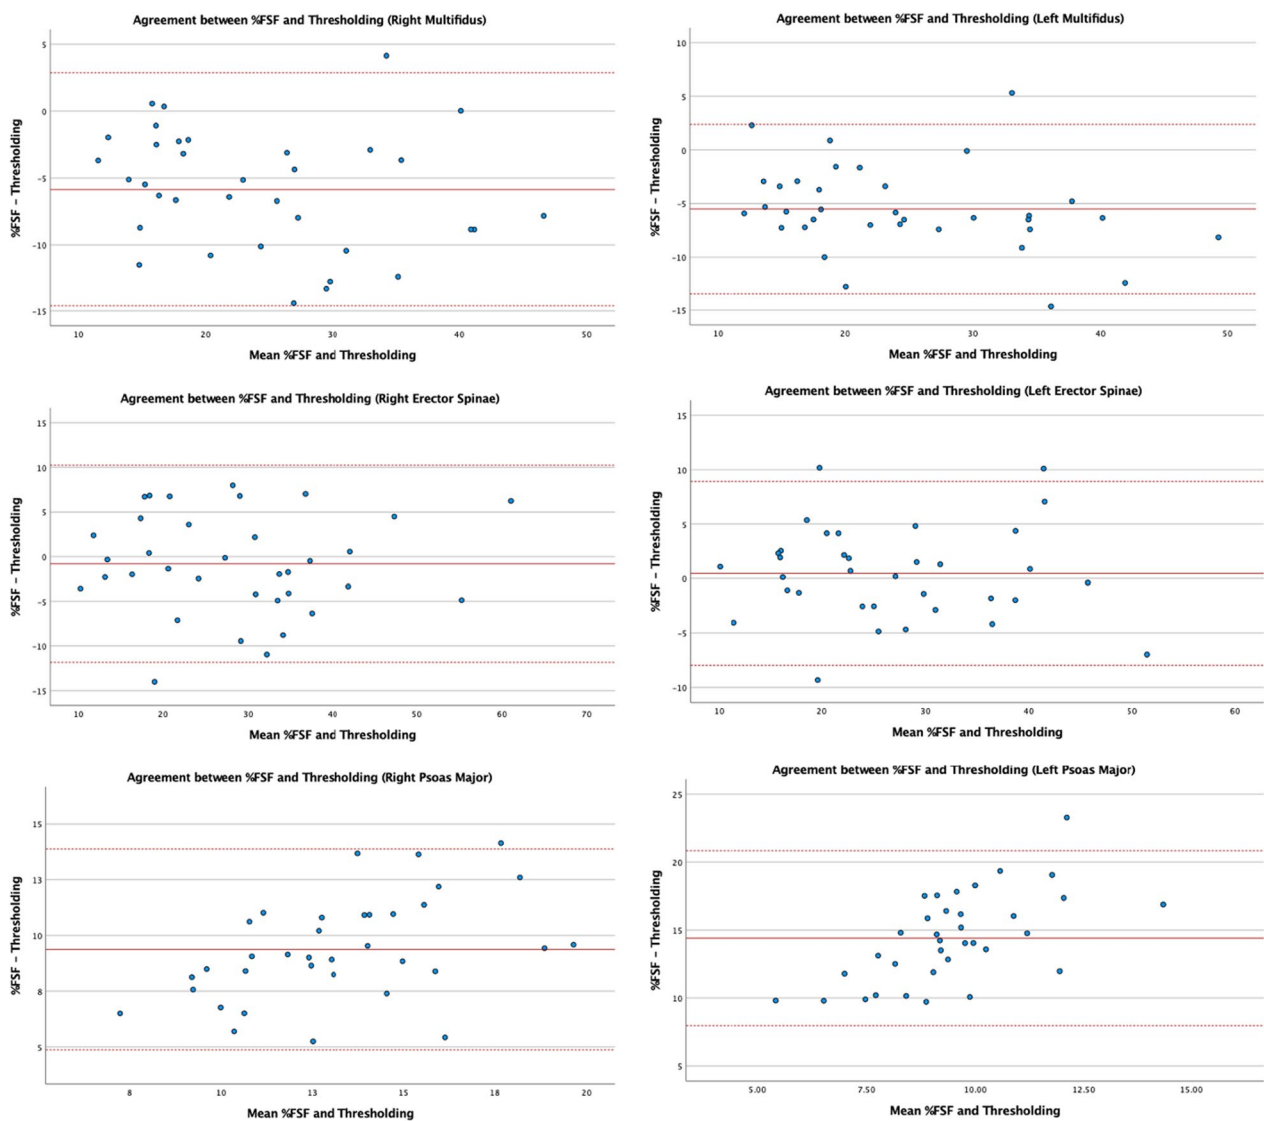 Agreement between %FSF and Thresholding (Right Multifidus)
%FSF – Thresholding
5
0
-5
-10
-15
10 20 30 40 50
Mean %FSF and Thresholding
Agreement between %FSF and Thresholding (Left Multifidus)
%FSF – Thresholding
10
5
0
-5
-10
-15
10 20 30 40 50
Mean %FSF and Thresholding
Agreement between %FSF and Thresholding (Right Erector Spinae)
%FSF – Thresholding
15
10
5
0
-5
-10
-15
10 20 30 40 50 60 70
Mean %FSF and Thresholding
Agreement between %FSF and Thresholding (Left Erector Spinae)
%FSF – Thresholding
15
10
5
0
-5
-10
10 20 30 40 50 60
Mean %FSF and Thresholding
Agreement between %FSF and Thresholding (Right Psoas Major)
%FSF – Thresholding
15
13
10
8
5
8 10 13 15 18 20
Mean %FSF and Thresholding
Agreement between %FSF and Thresholding (Left Psoas Major)
%FSF – Thresholding
25
20
15
10
5
5.00 7.50 10.00 12.50 15.00
Mean %FSF and Thresholding